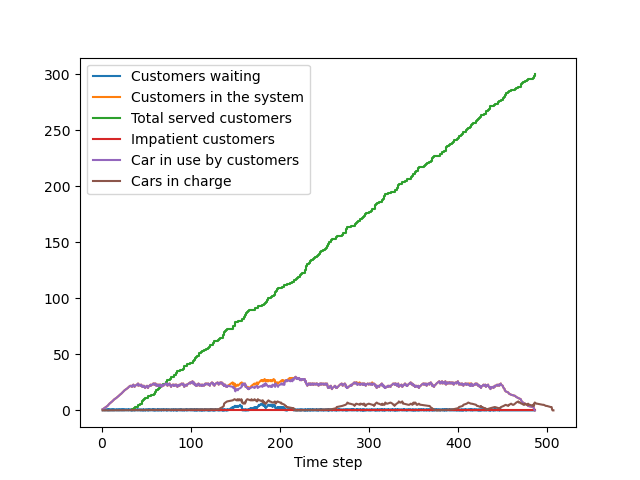 300
250
200
150
100
50
0
Customers waiting
Customers in the system
Total served customers
Impatient customers
Car in use by customers
Cars in charge
0 100 200 300 400 500
Time step